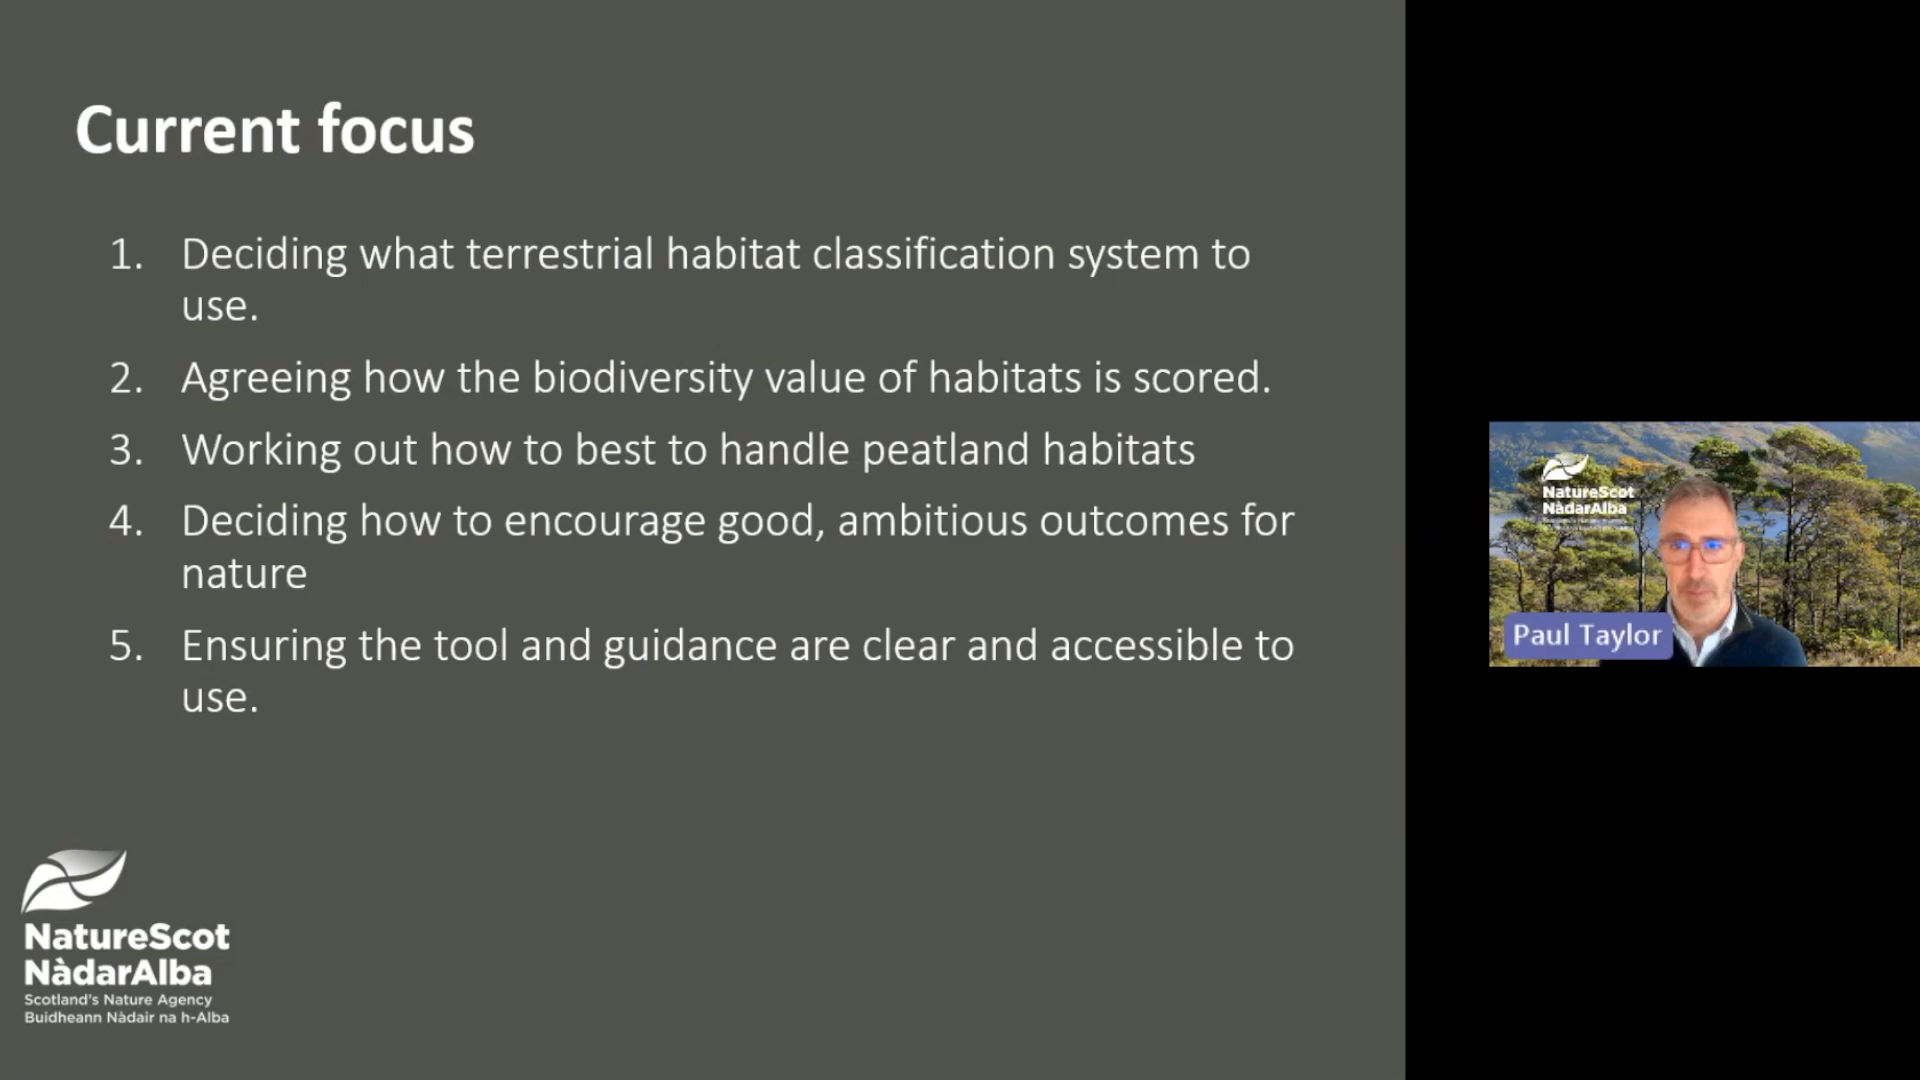 Current focus
1. Deciding what terrestrial habitat classification system to
use.
2. Agreeing how the biodiversity value of habitats is scored.
3. Working out how to best to handle peatland habitats
4. Deciding how to encourage good, ambitious outcomes for
nature
5. Ensuring the tool and guidance are clear and accessible to
use.
NatureScot
NàdarAlba
Scotland's Nature Agency
Buidheann Nàdair na h-Alba
NatureScot
NàdarAlba
Paul Taylor